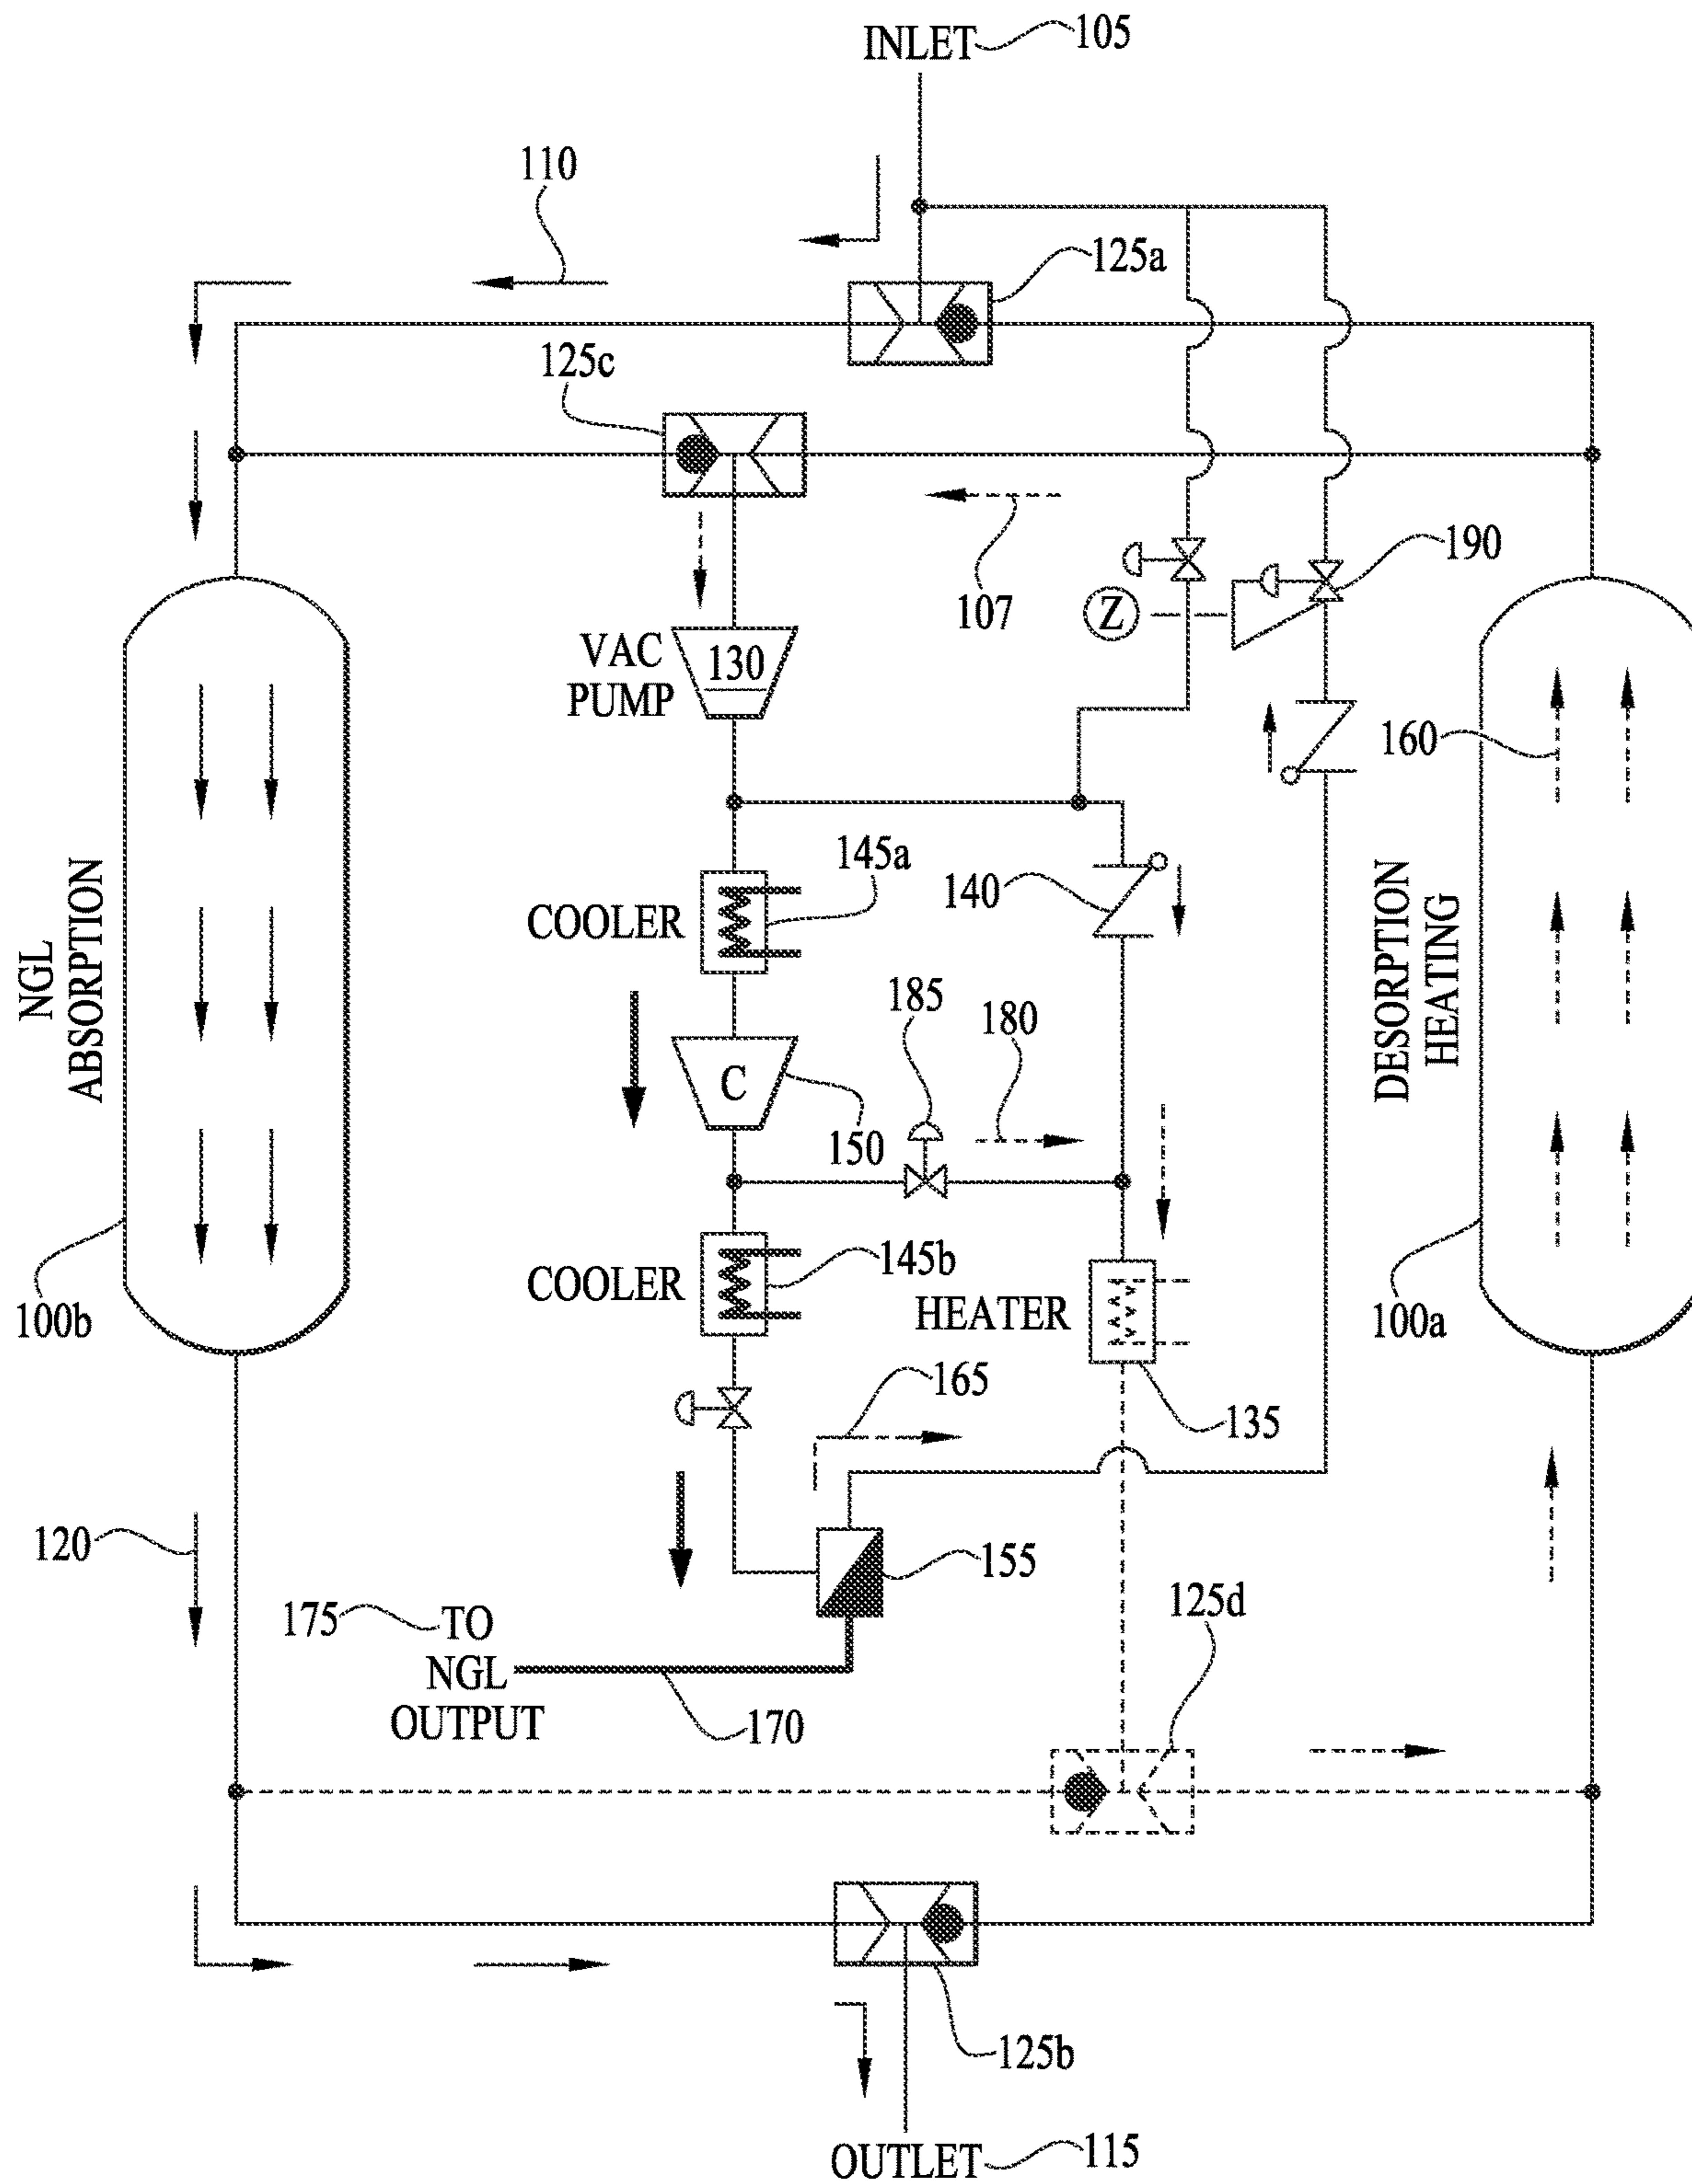 INLET 105
110
125a
125c
107
190
VAC
PUMP
130
Z
160
145a
COOLER
140
NGL
ABSORPTION
DESORPTION
HEATING
185
180
C
150
145b
COOLER
HEATER
100b
100a
165
135
120
155
125d
175 TO
NGL
OUTPUT
170
125b
OUTLET 115